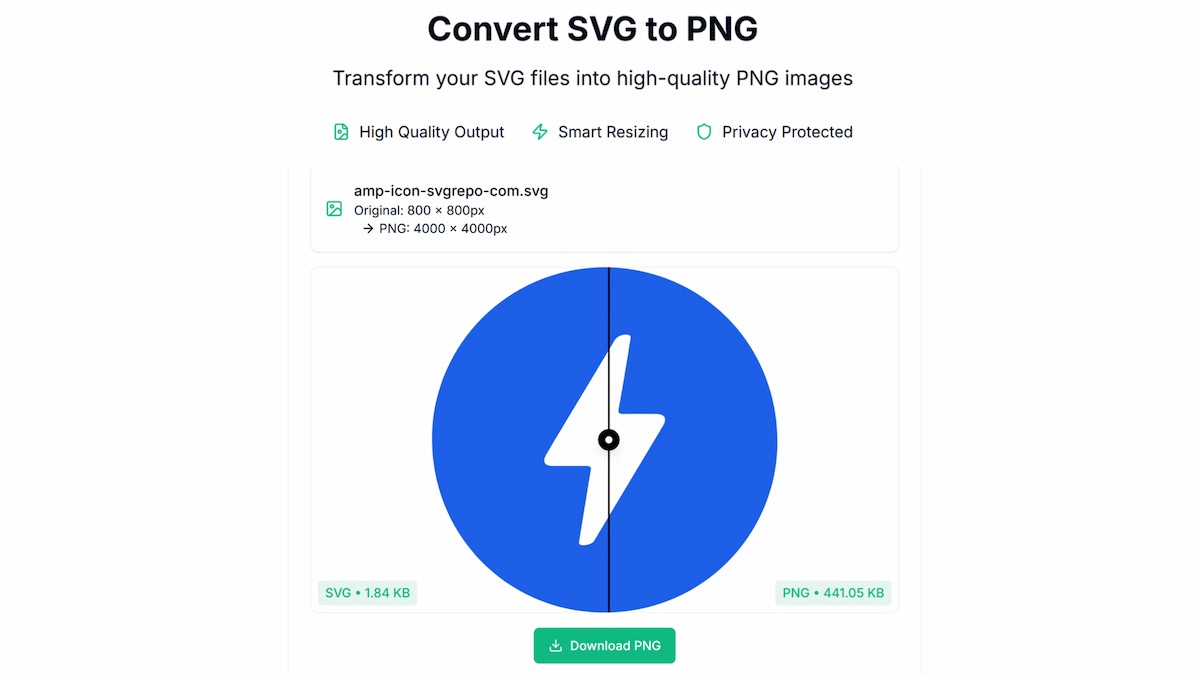 Convert SVG to PNG
Transform your SVG files into high-quality PNG images
High Quality Output Smart Resizing Privacy Protected
amp-icon-svgrepo-com.svg
Original: 800 × 800px
→ PNG: 4000 × 4000px
SVG • 1.84 KB PNG • 441.05 KB
Download PNG